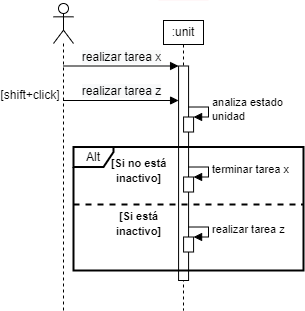 :unit
realizar tarea x
[shift+click]
realizar tarea z
analiza estado
unidad
Alt
[Si no está
inactivo]
terminar tarea x
[Si está
inactivo]
realizar tarea z